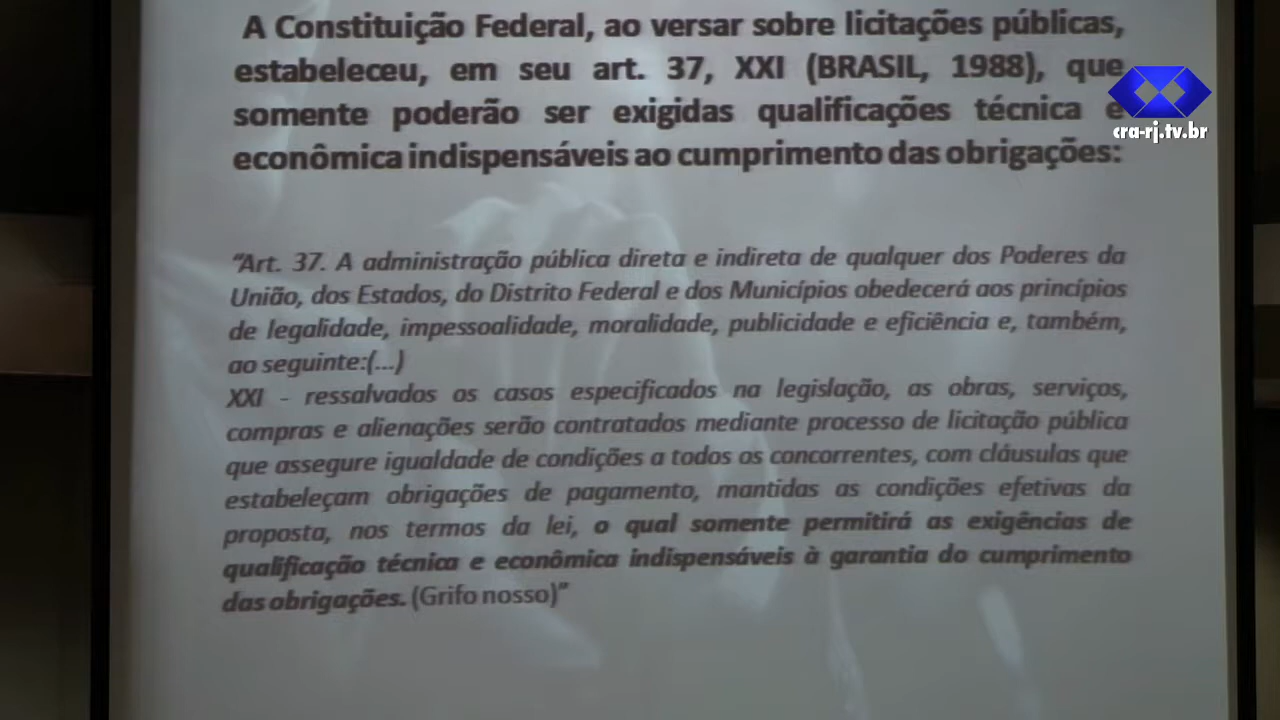 A Constituição Federal, ao versar sobre licitações públicas,
estabeleceu, em seu art. 37, XXI (BRASIL, 1988), que
somente poderão ser exigidas qualificações técnica e
econômica indispensáveis ao cumprimento das obrigações:
cra-rj.tv.br
“Art. 37. A administração pública direta e indireta de qualquer dos Poderes da
União, dos Estados, do Distrito Federal e dos Municípios obedecerá aos princípios
de legalidade, impessoalidade, moralidade, publicidade e eficiência e, também,
ao seguinte:(...)
XXI - ressalvados os casos especificados na legislação, as obras, serviços,
compras e alienações serão contratados mediante processo de licitação pública
que assegure igualdade de condições a todos os concorrentes, com cláusulas que
estabeleçam obrigações de pagamento, mantidas as condições efetivas da
proposta, nos termos da lei, o qual somente permitirá as exigências de
qualificação técnica e econômica indispensáveis à garantia do cumprimento
das obrigações. (Grifo nosso)”